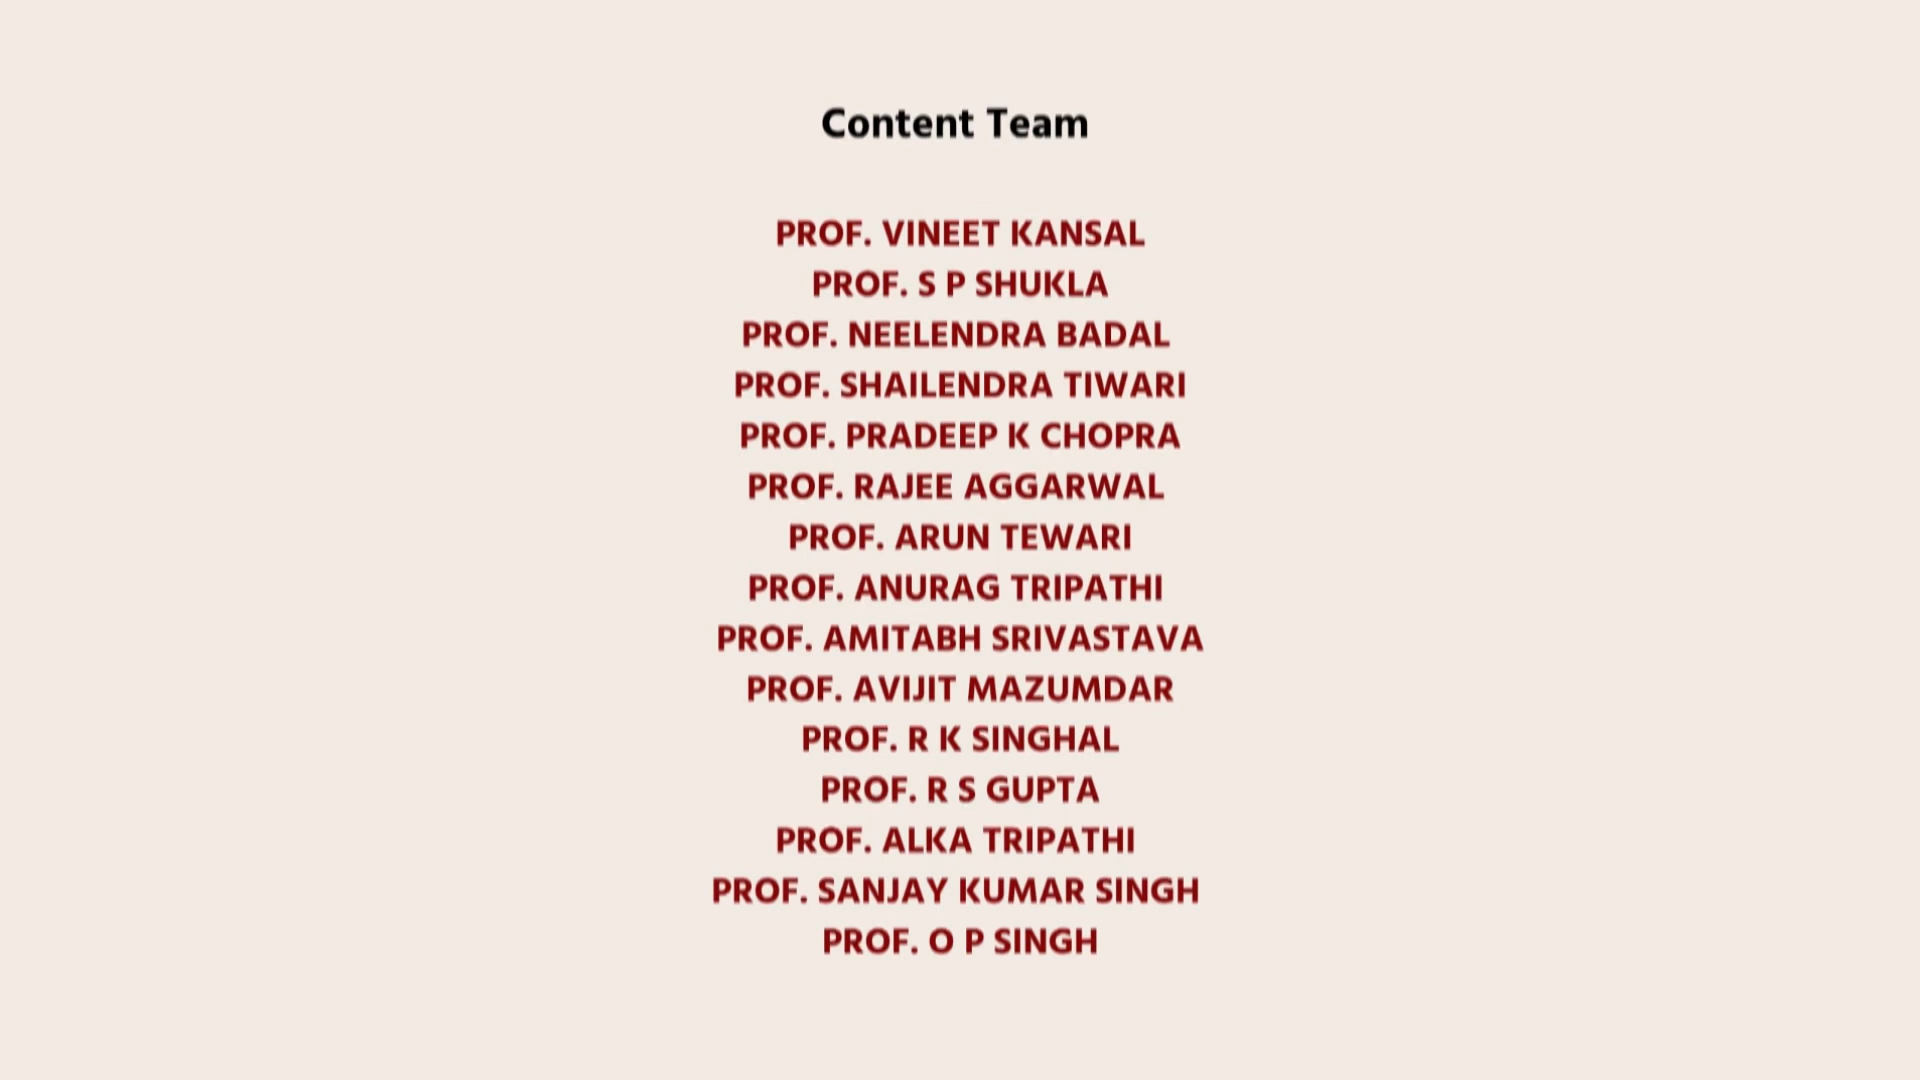 Content Team
PROF. VINEET KANSAL
PROF. S P SHUKLA
PROF. NEELENDRA BADAL
PROF. SHAILENDRA TIWARI
PROF. PRADEEP K CHOPRA
PROF. RAJEE AGGARWAL
PROF. ARUN TEWARI
PROF. ANURAG TRIPATHI
PROF. AMITABH SRIVASTAVA
PROF. AVIJIT MAZUMDAR
PROF. R K SINGHAL
PROF. R S GUPTA
PROF. ALKA TRIPATHI
PROF. SANJAY KUMAR SINGH
PROF. O P SINGH